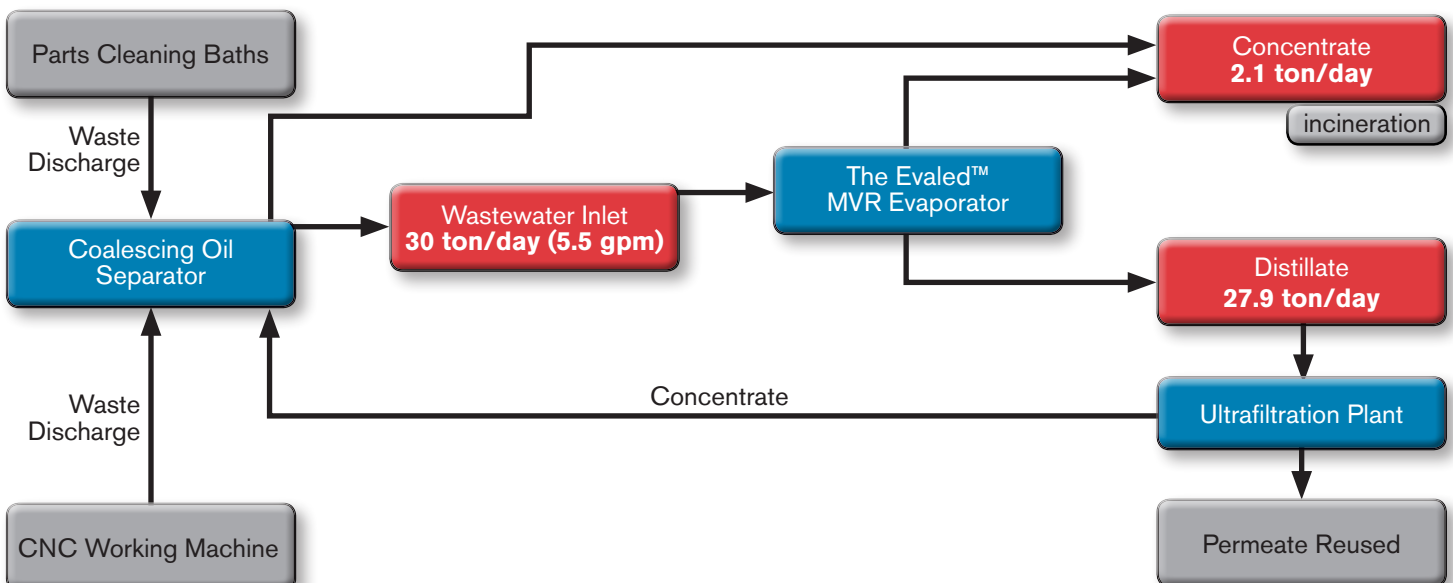 Parts Cleaning Baths
Waste
Discharge
Coalescing Oil
Separator
Waste
Discharge
CNC Working Machine
Wastewater Inlet
30 ton/day (5.5 gpm)
The Evaled™
MVR Evaporator
Concentrate
2.1 ton/day
incineration
Distillate
27.9 ton/day
Concentrate
Ultrafiltration Plant
Permeate Reused